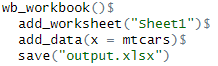 wb_workbook()$
  add_worksheet("Sheet1")$
  add_data(x = mtcars)$
  save("output.xlsx")